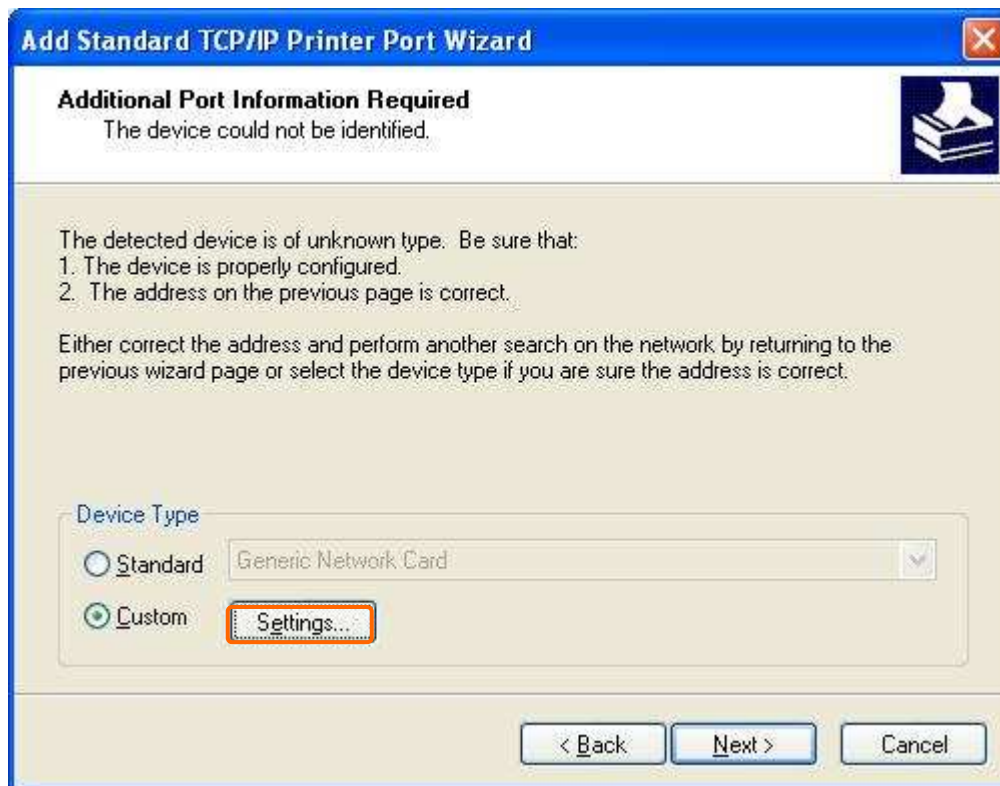 Add Standard TCP/IP Printer Port Wizard
Additional Port Information Required
The device could not be identified.
The detected device is of unknown type.  Be sure that:
1. The device is properly configured.
2.  The address on the previous page is correct.
Either correct the address and perform another search on the network by returning to the
previous wizard page or select the device type if you are sure the address is correct.
Device Type
Standard
Generic Network Card
Custom
Settings...
< Back
Next >
Cancel